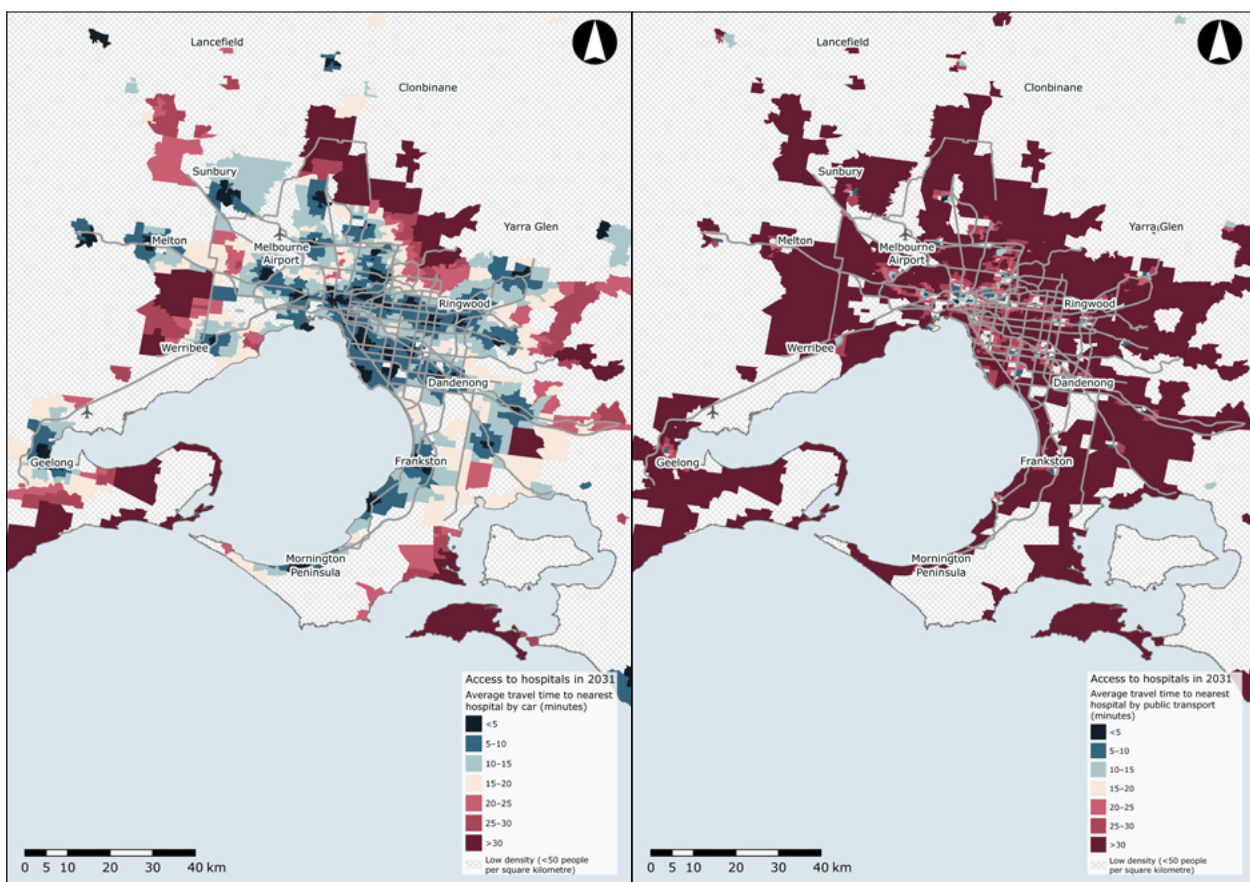 Lancefield
Clonbinane
Sunbury
Yarra Glen
Melton
Melbourne
Airport
Ringwood
Werribee
Dandenong
Geelong
Frankston
Mornington
Peninsula
Access to hospitals in 2031
Average travel time to nearest
hospital by car (minutes)
<5
5–10
10–15
15–20
20–25
25–30
>30
Low density (<50 people
per square kilometre)
0 5 10 20 30 40 km
Lancefield
Clonbinane
Sunbury
Yarra Glen
Melton
Melbourne
Airport
Ringwood
Werribee
Dandenong
Geelong
Frankston
Mornington
Peninsula
Access to hospitals in 2031
Average travel time to nearest
hospital by public transport
(minutes)
<5
5–10
10–15
15–20
20–25
25–30
>30
Low density (<50 people
per square kilometre)
0 5 10 20 30 40 km